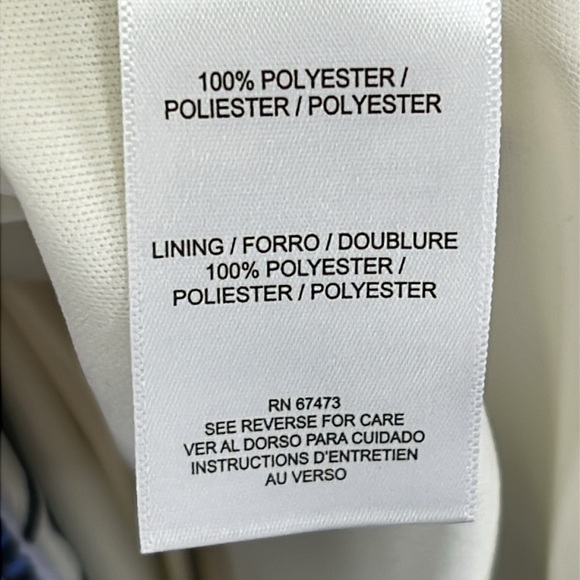 100% POLYESTER /
POLIESTER / POLYESTER
LINING / FORRO / DOUBLURE
100% POLYESTER /
POLIESTER / POLYESTER
RN 67473
SEE REVERSE FOR CARE
VER AL DORSO PARA CUIDADO
INSTRUCTIONS D'ENTRETIEN
AU VERSO